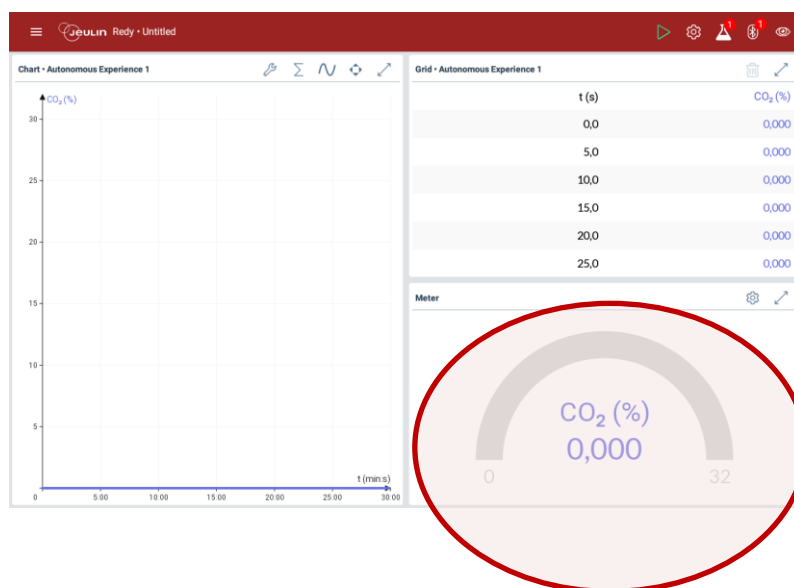 Jeulin Redy • Untitled
1
1
Chart • Autonomous Experience 1
CO₂ (%)
30
25
20
15
10
5
t (min:s)
0 5:00 10:00 15:00 20:00 25:00 30:00
Grid • Autonomous Experience 1
t (s) CO₂ (%)
0,0 0,000
5,0 0,000
10,0 0,000
15,0 0,000
20,0 0,000
25,0 0,000
Meter
CO₂ (%)
0,000
0 32